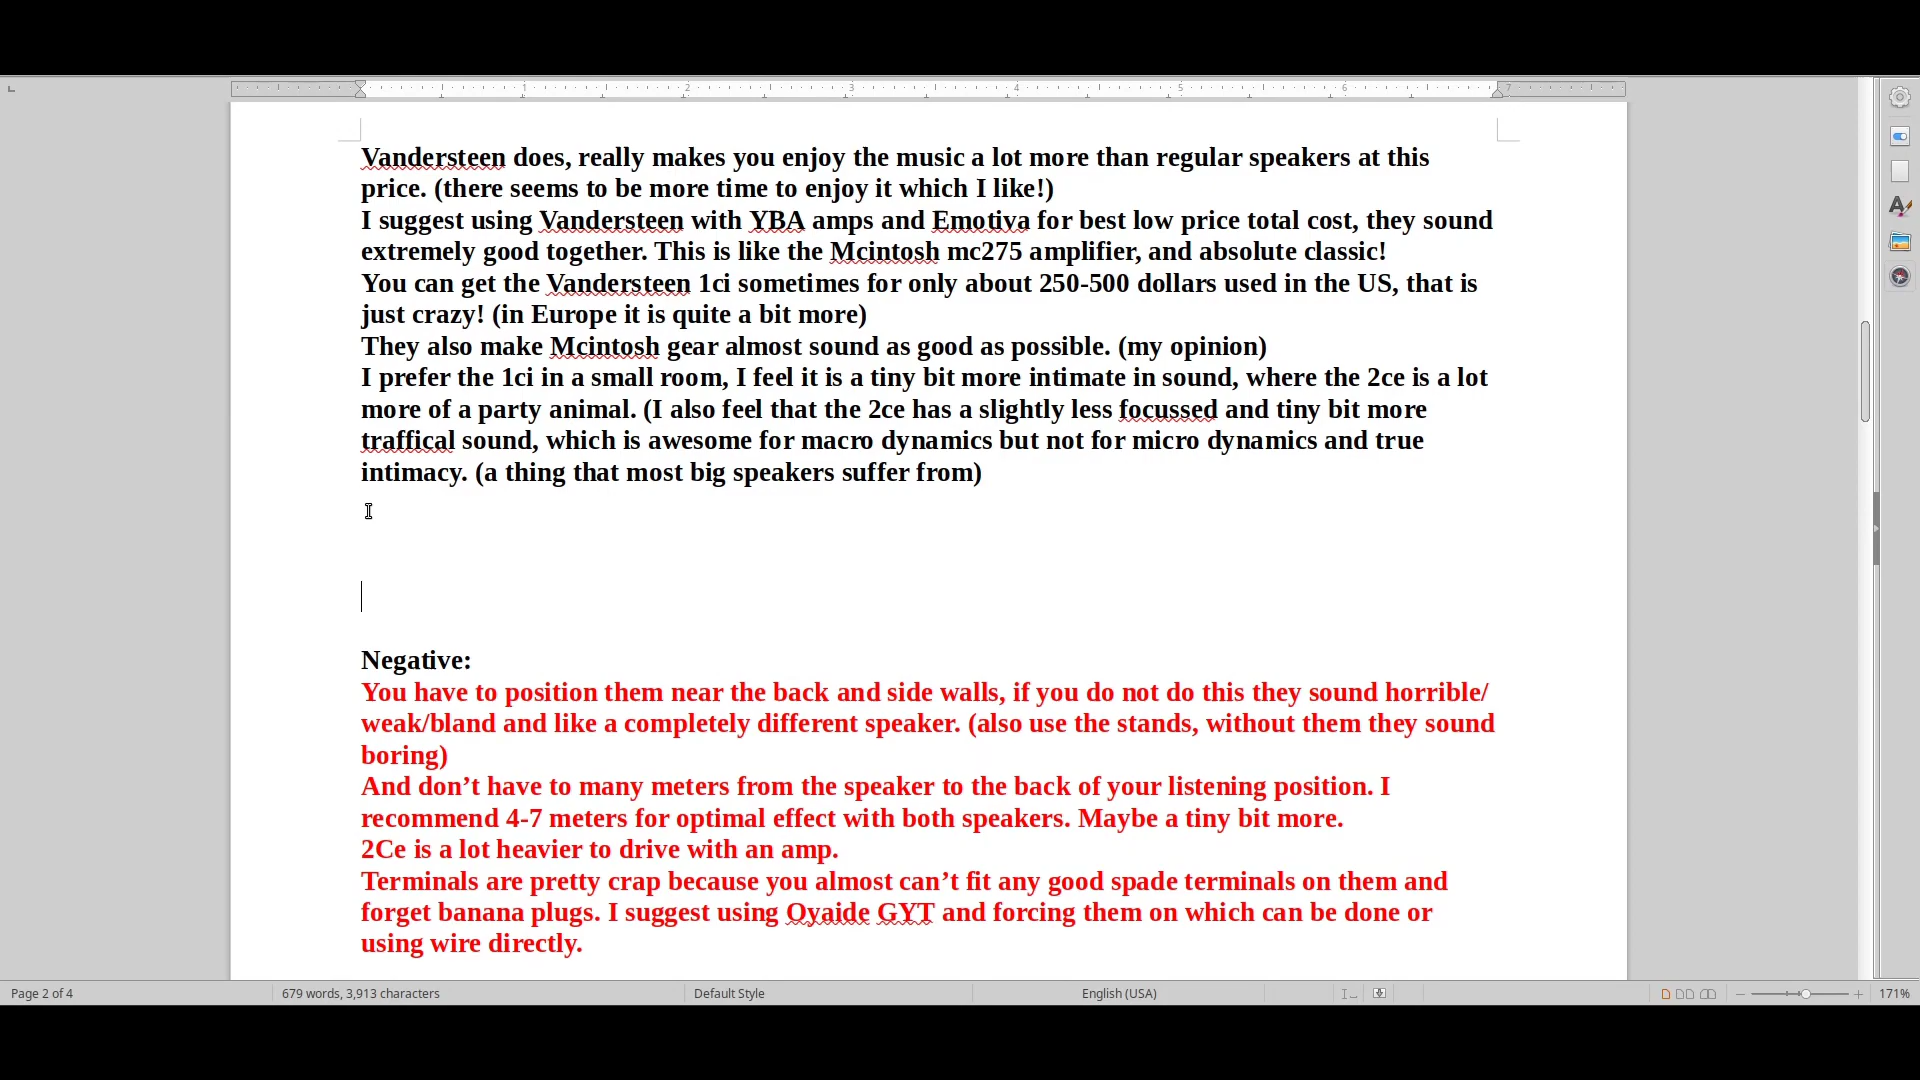 1 2 3 4 5 6 7
Vandersteen does, really makes you enjoy the music a lot more than regular speakers at this
price. (there seems to be more time to enjoy it which I like!)
I suggest using Vandersteen with YBA amps and Emotiva for best low price total cost, they sound
extremely good together. This is like the Mcintosh mc275 amplifier, and absolute classic!
You can get the Vandersteen 1ci sometimes for only about 250-500 dollars used in the US, that is
just crazy! (in Europe it is quite a bit more)
They also make Mcintosh gear almost sound as good as possible. (my opinion)
I prefer the 1ci in a small room, I feel it is a tiny bit more intimate in sound, where the 2ce is a lot
more of a party animal. (I also feel that the 2ce has a slightly less focussed and tiny bit more
traffical sound, which is awesome for macro dynamics but not for micro dynamics and true
intimacy. (a thing that most big speakers suffer from)
Negative:
You have to position them near the back and side walls, if you do not do this they sound horrible/
weak/bland and like a completely different speaker. (also use the stands, without them they sound
boring)
And don’t have to many meters from the speaker to the back of your listening position. I
recommend 4-7 meters for optimal effect with both speakers. Maybe a tiny bit more.
2Ce is a lot heavier to drive with an amp.
Terminals are pretty crap because you almost can’t fit any good spade terminals on them and
forget banana plugs. I suggest using Oyaide GYT and forcing them on which can be done or
using wire directly.
Page 2 of 4 679 words, 3,913 characters Default Style English (USA) 171%